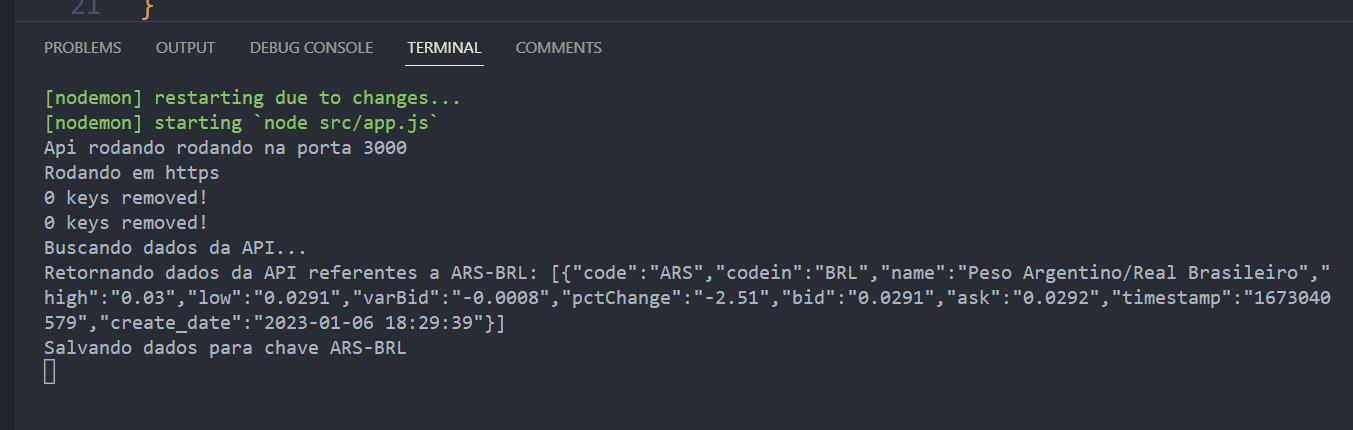 21 }
PROBLEMS OUTPUT DEBUG CONSOLE TERMINAL COMMENTS
[nodemon] restarting due to changes...
[nodemon] starting `node src/app.js`
Api rodando rodando na porta 3000
Rodando em https
0 keys removed!
0 keys removed!
Buscando dados da API...
Retornando dados da API referentes a ARS-BRL: [{"code":"ARS","codein":"BRL","name":"Peso Argentino/Real Brasileiro","
high":"0.03","low":"0.0291","varBid":"-0.0008","pctChange":"-2.51","bid":"0.0291","ask":"0.0292","timestamp":"1673040
579","create_date":"2023-01-06 18:29:39"}]
Salvando dados para chave ARS-BRL